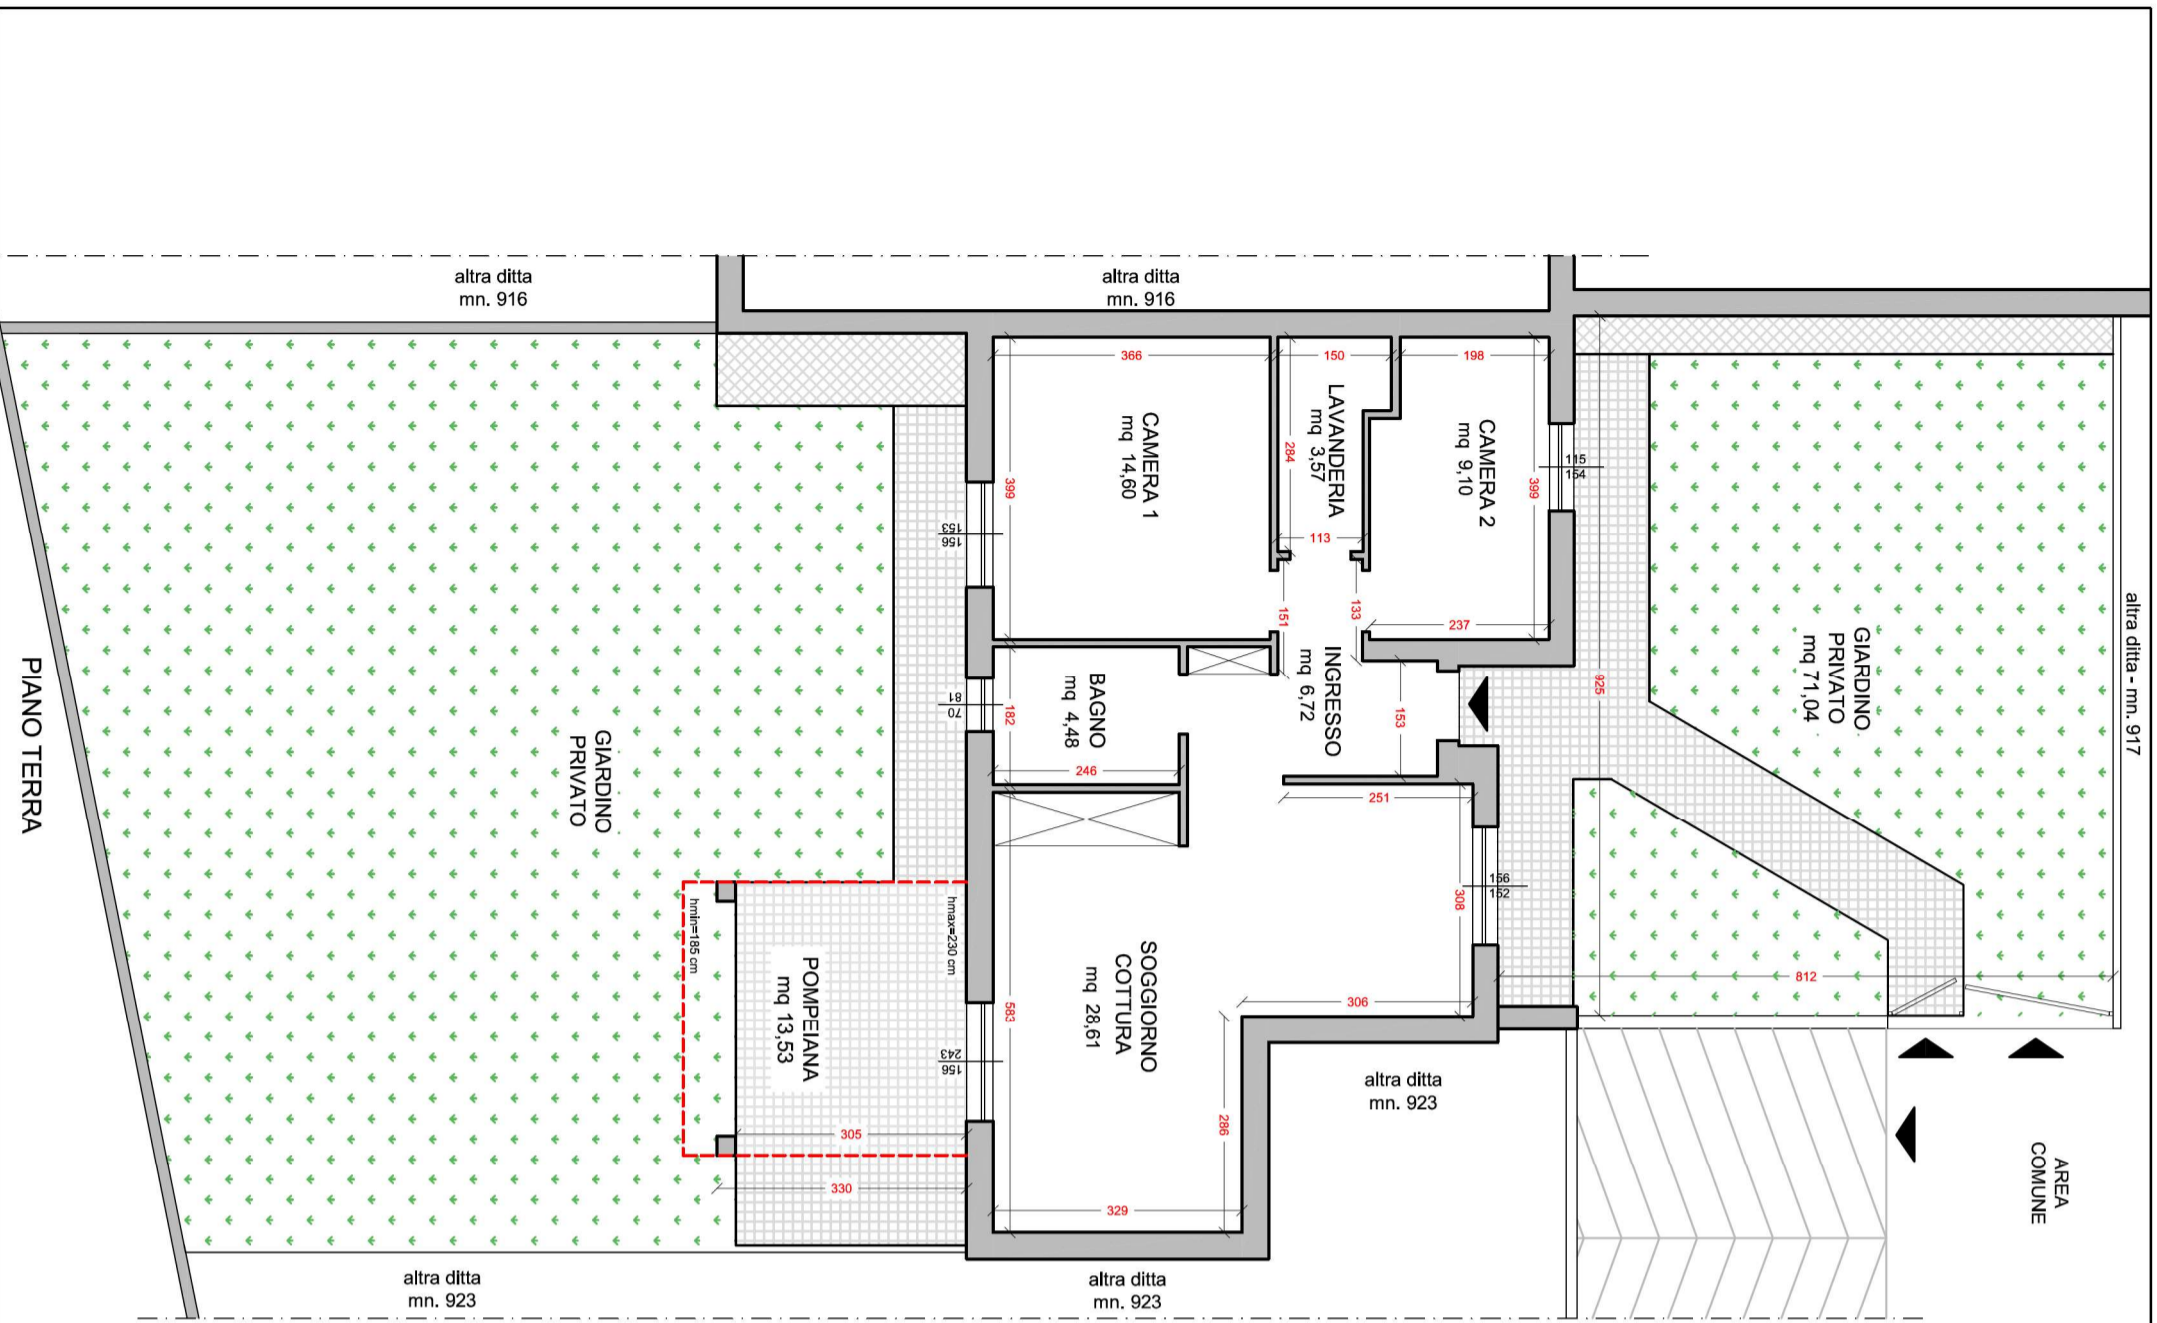 altra ditta
mn. 916
altra ditta
mn. 916
altra ditta - mn. 917
366
150
198
CAMERA 1
mq 14,60
399
LAVANDERIA
mq 3,57
284
113
CAMERA 2
mq 9,10
399
237
115
154
153
156
151
133
INGRESSO
mq 6,72
153
925
GIARDINO
PRIVATO
mq 71,04
BAGNO
mq 4,48
182
246
81
70
GIARDINO
PRIVATO
PIANO TERRA
251
308
156
152
812
306
SOGGIORNO
COTTURA
mq 28,61
583
hmax=230 cm
hmin=185 cm
POMPEIANA
mq 13,53
243
156
305
330
329
286
altra ditta
mn. 923
AREA
COMUNE
altra ditta
mn. 923
altra ditta
mn. 923